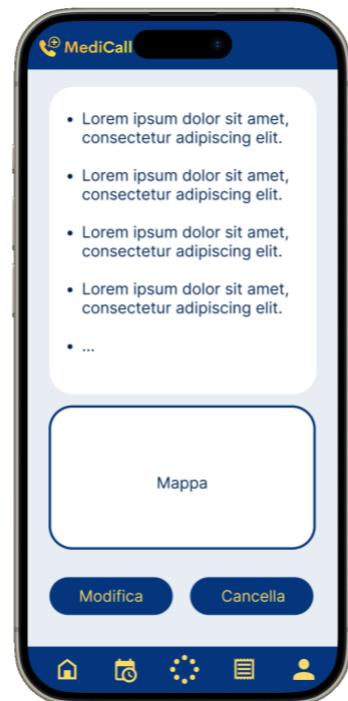 MediCall
• Lorem ipsum dolor sit amet,
consectetur adipiscing elit.
• Lorem ipsum dolor sit amet,
consectetur adipiscing elit.
• Lorem ipsum dolor sit amet,
consectetur adipiscing elit.
• Lorem ipsum dolor sit amet,
consectetur adipiscing elit.
• ...
Mappa
Modifica Cancella